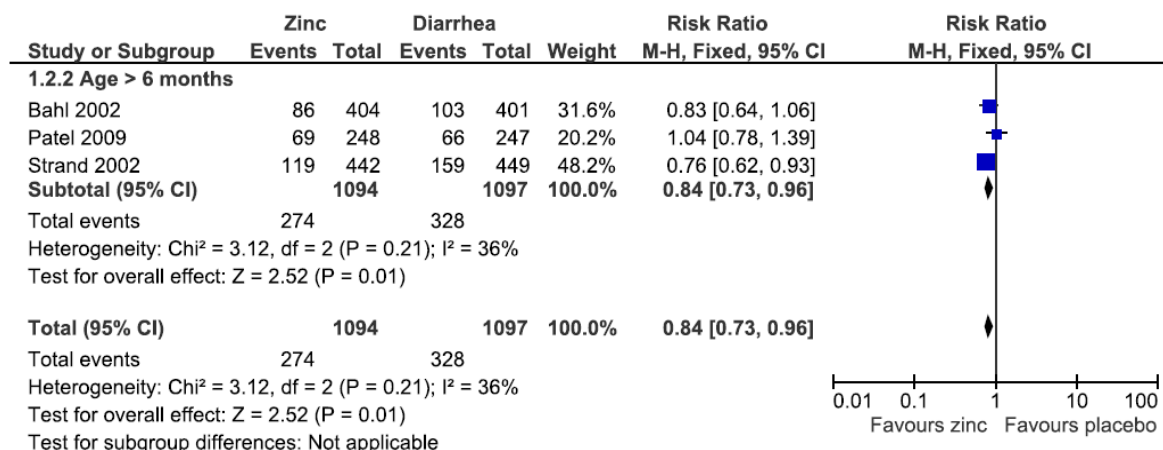 Zinc Diarrhea Risk Ratio Risk Ratio
Study or Subgroup Events Total Events Total Weight M-H, Fixed, 95% CI M-H, Fixed, 95% CI
1.2.2 Age > 6 months
Bahl 2002 86 404 103 401 31.6% 0.83 [0.64, 1.06]
Patel 2009 69 248 66 247 20.2% 1.04 [0.78, 1.39]
Strand 2002 119 442 159 449 48.2% 0.76 [0.62, 0.93]
Subtotal (95% CI) 1094 1097 100.0% 0.84 [0.73, 0.96]
Total events 274 328
Heterogeneity: Chi² = 3.12, df = 2 (P = 0.21); I² = 36%
Test for overall effect: Z = 2.52 (P = 0.01)
Total (95% CI) 1094 1097 100.0% 0.84 [0.73, 0.96]
Total events 274 328
Heterogeneity: Chi² = 3.12, df = 2 (P = 0.21); I² = 36%
0.01 0.1 1 10 100
Test for overall effect: Z = 2.52 (P = 0.01)
Favours zinc Favours placebo
Test for subgroup differences: Not applicable